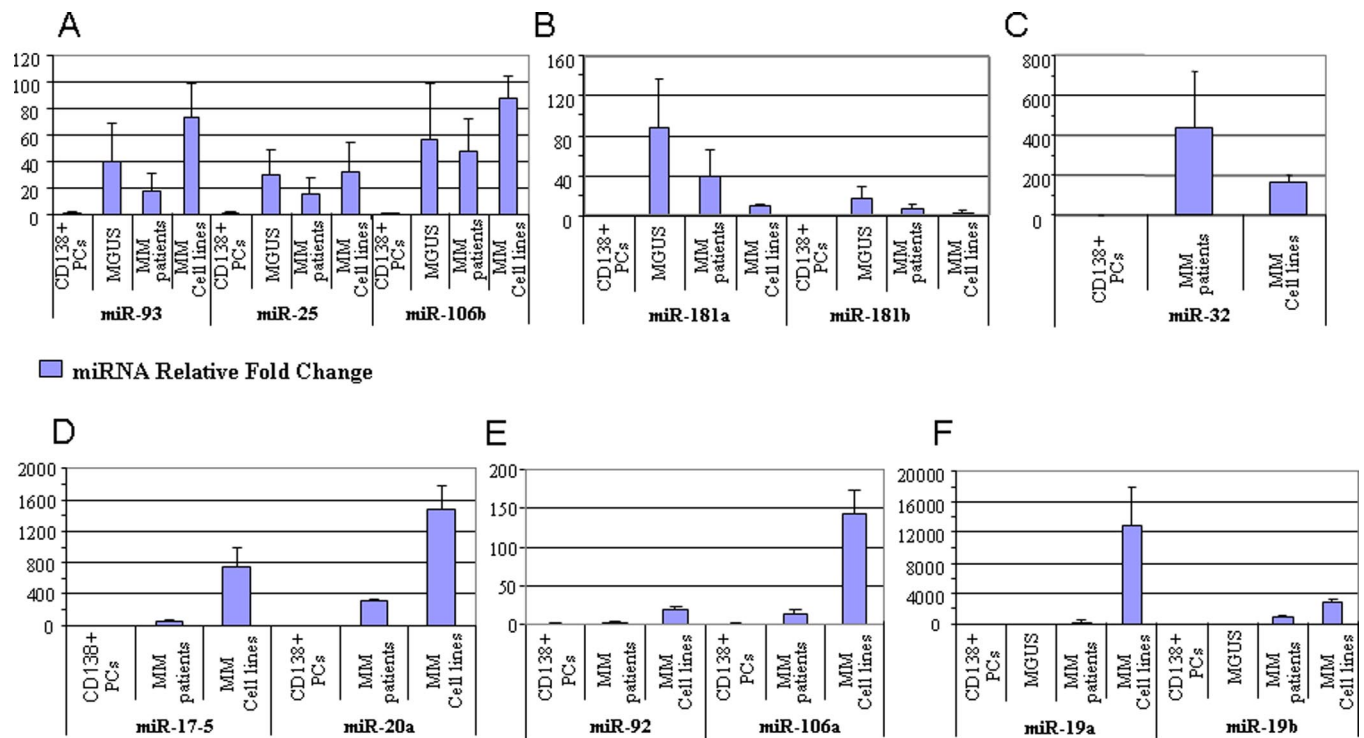 A
120
100
80
60
40
20
0
CD138+
PCs
MGUS
MM
patients
MM
Cell lines
CD138+
PCs
MGUS
MM
patients
MM
Cell lines
CD138+
PCs
MGUS
MM
patients
MM
Cell lines
miR-93
miR-25
miR-106b
B
160
120
80
40
0
CD138+
PCs
MGUS
MM
patients
MM
Cell lines
CD138+
PCs
MGUS
MM
patients
MM
Cell lines
miR-181a
miR-181b
C
800
600
400
200
0
CD138+
PCs
MM
patients
MM
Cell lines
miR-32
miRNA Relative Fold Change
D
2000
1600
1200
800
400
0
CD138+
PCs
MM
patients
MM
Cell lines
CD138+
PCs
MM
patients
MM
Cell lines
miR-17-5
miR-20a
E
200
150
100
50
0
CD138+
PCs
MM
patients
MM
Cell lines
CD138+
PCs
MM
patients
MM
Cell lines
miR-92
miR-106a
F
20000
16000
12000
8000
4000
0
CD138+
PCs
MGUS
MM
patients
MM
Cell lines
CD138+
PCs
MGUS
MM
patients
MM
Cell lines
miR-19a
miR-19b